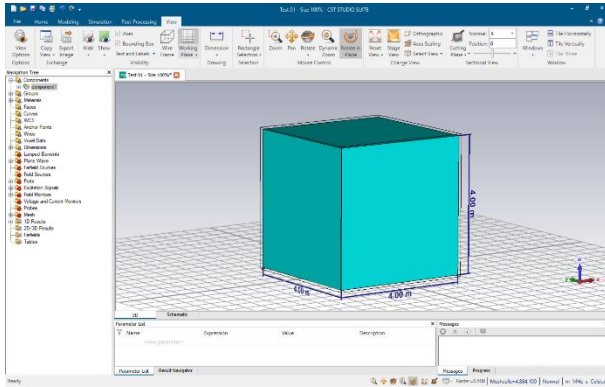 Test 01 - Size 100% - CST STUDIO SUITE
File Home Modeling Simulation Post-Processing View
View Options
Copy View Export Image
Hide Show
Axes
Bounding Box
Text and Labels
Wire Frame Working Plane
Dimension
Rectangle Selection
Zoom Pan Rotate Dynamic Zoom Rotate in Plane
Reset View Stage View
Orthographic
Axes Scaling
Select View
Cutting Plane
Normal: X
Position: 0
Windows
Tile Horizontally
Tile Vertically
Options Exchange Visibility Drawing Selection Mouse Control Change View Sectional View Window
Navigation Tree
Test 01 - Size 100%*
Components
component1
Groups
Materials
Faces
Curves
WCS
Anchor Points
Wires
Voxel Data
Dimensions
Lumped Elements
Plane Wave
Farfield Sources
Field Sources
Ports
Excitation Signals
Field Monitors
Voltage and Current Monitors
Probes
Mesh
1D Results
2D/3D Results
Farfields
Tables
4.00 m
4.00 m
4.00 m
3D Schematic
Parameter List
Name Expression Value Description
Parameter List Result Navigator
Messages
Messages Progress
Ready
Meshcells=4,884,100 Normal m MHz s Celsius